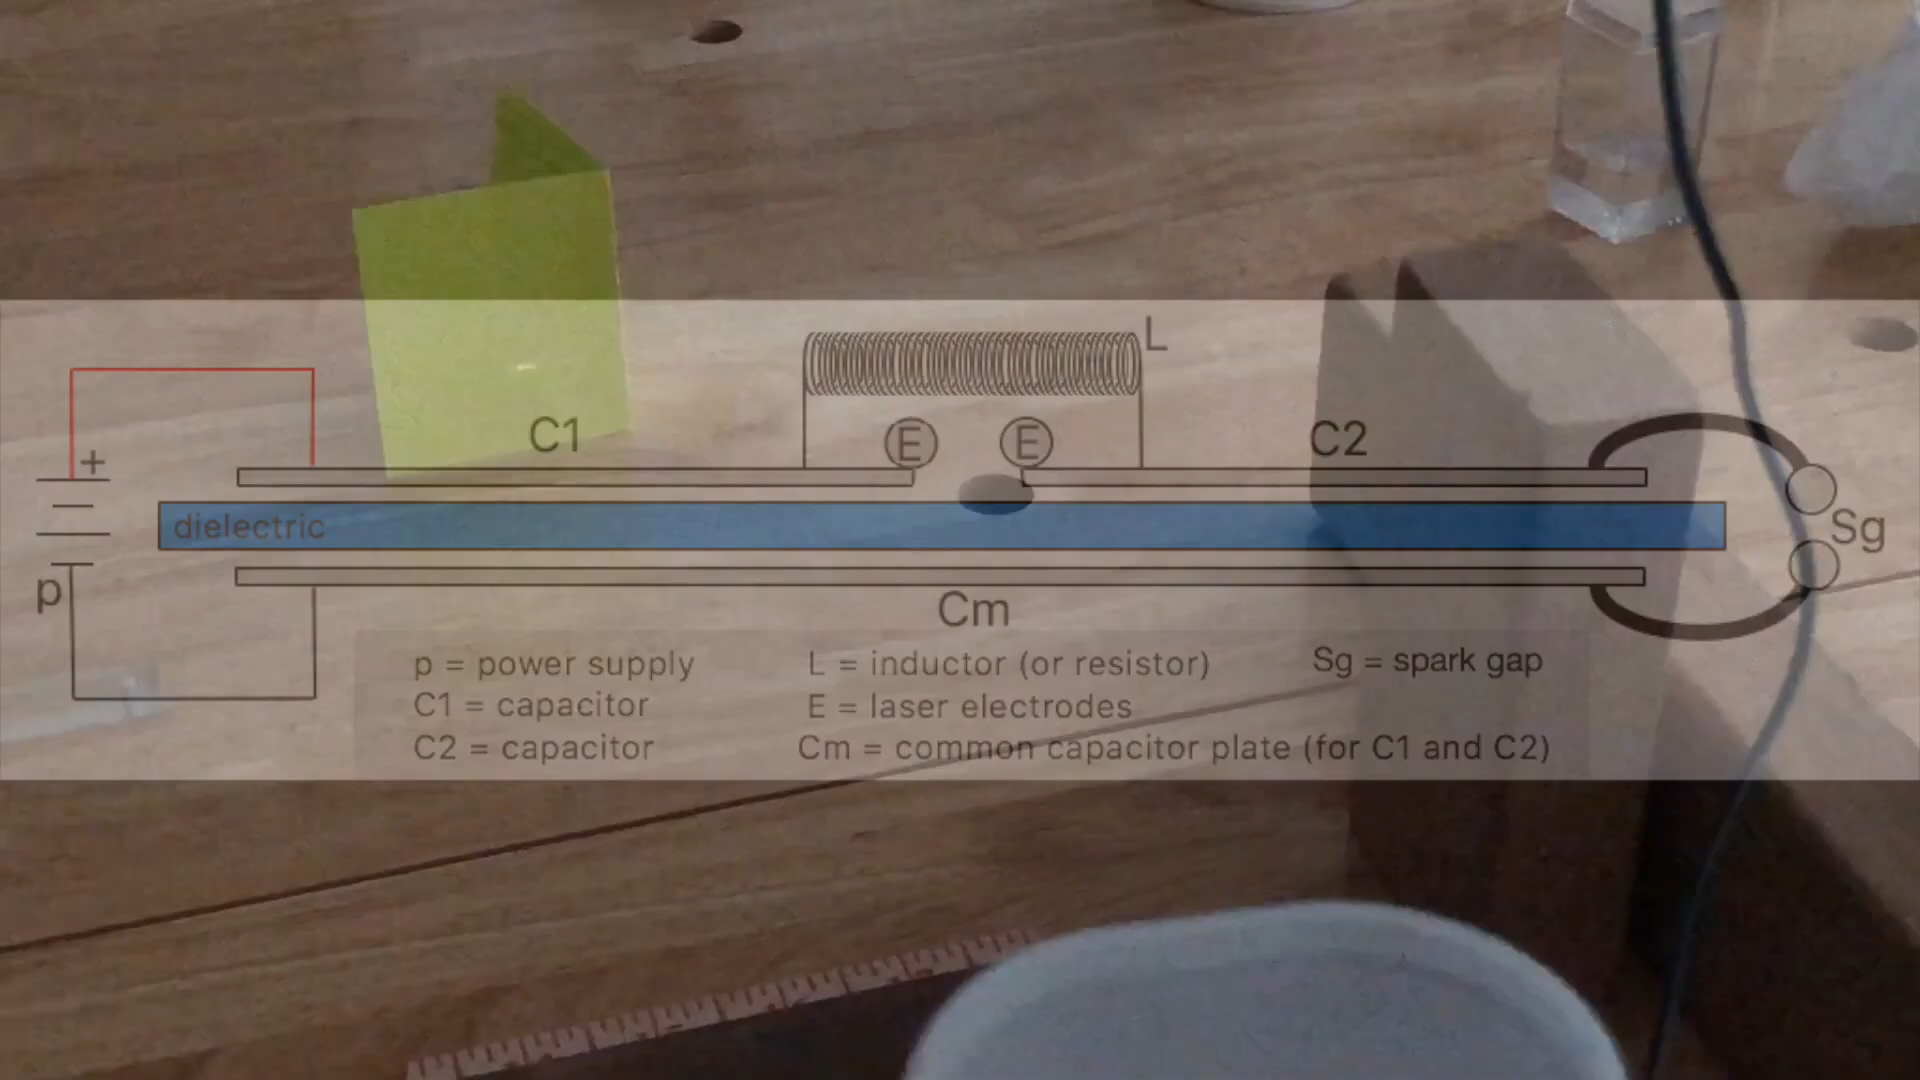 L
C1
E
E
C2
+
dielectric
Sg
p
Cm
p = power supply
C1 = capacitor
C2 = capacitor
L = inductor (or resistor)
E = laser electrodes
Cm = common capacitor plate (for C1 and C2)
Sg = spark gap